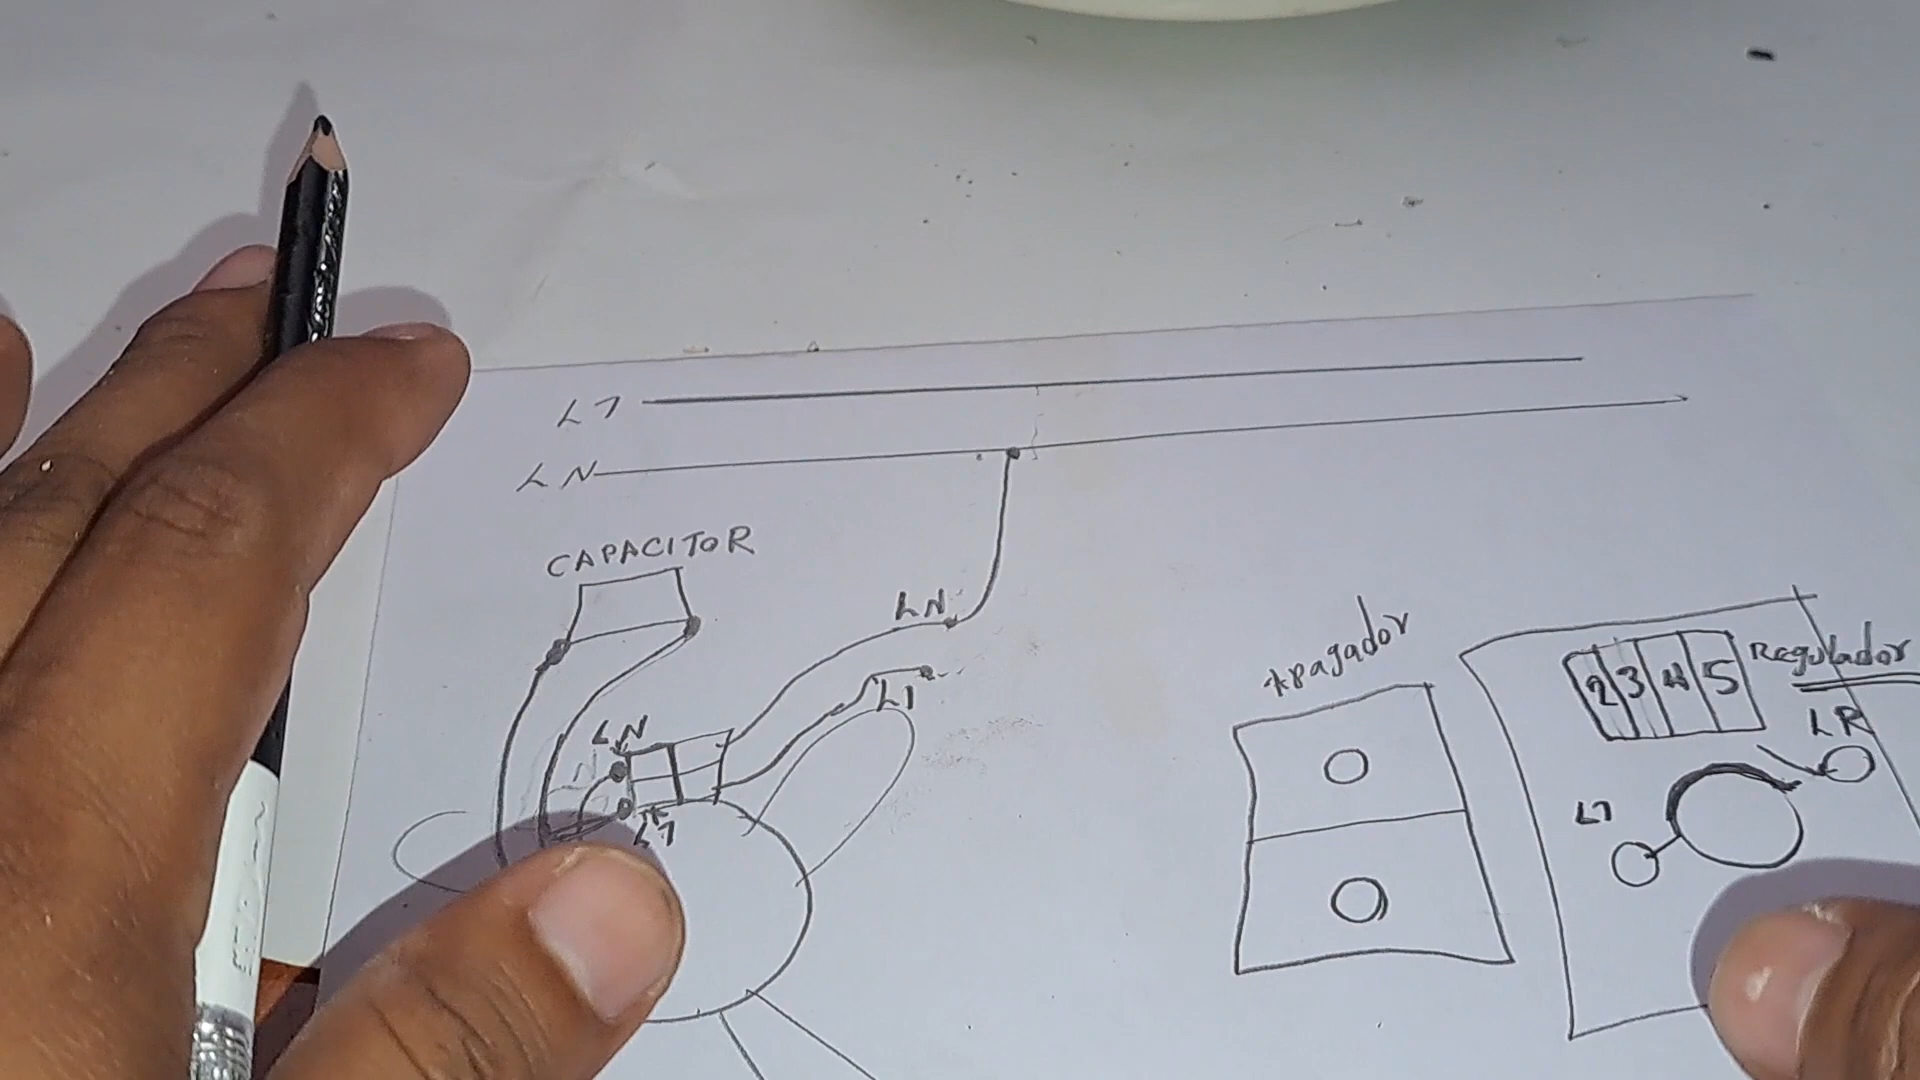 L1
LN
CAPACITOR
LN
L1
LN
L1
Apagador
2 3 4 5
Regulador
LR
L1